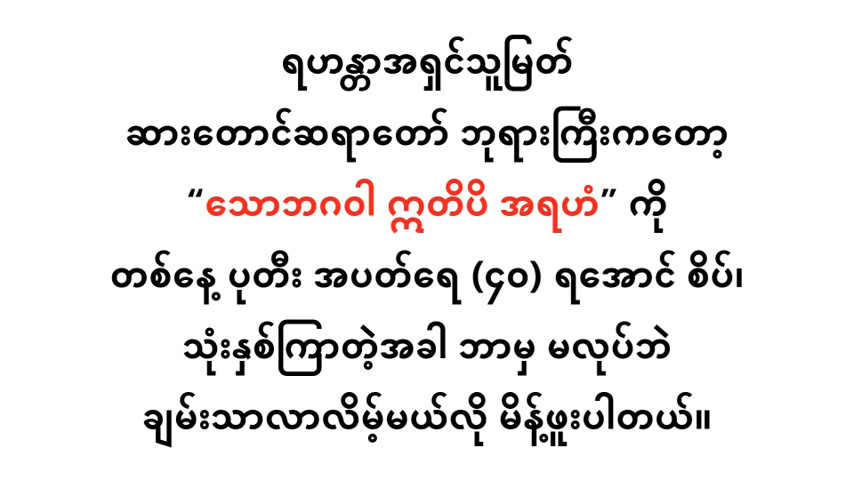 ရဟန္တာအရှင်သူမြတ်
ဆားတောင်ဆရာတော် ဘုရားကြီးကတော့
“သောဘဂဝါ ဣတိပိ အရဟံ” ကို
တစ်နေ့ ပုတီး အပတ်ရေ (၄၀) ရအောင် စိပ်၊
သုံးနှစ်ကြာတဲ့အခါ ဘာမှ မလုပ်ဘဲ
ချမ်းသာလာလိမ့်မယ်လို မိန့်ဖူးပါတယ်။